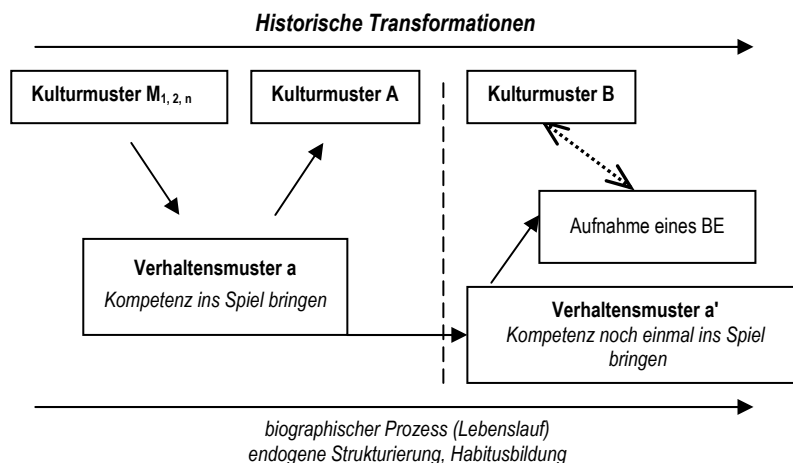 Historische Transformationen
Kulturmuster M1, 2, n
Kulturmuster A
Kulturmuster B
Aufnahme eines BE
Verhaltensmuster a
Kompetenz ins Spiel bringen
Verhaltensmuster a'
Kompetenz noch einmal ins Spiel
bringen
biographischer Prozess (Lebenslauf)
endogene Strukturierung, Habitusbildung